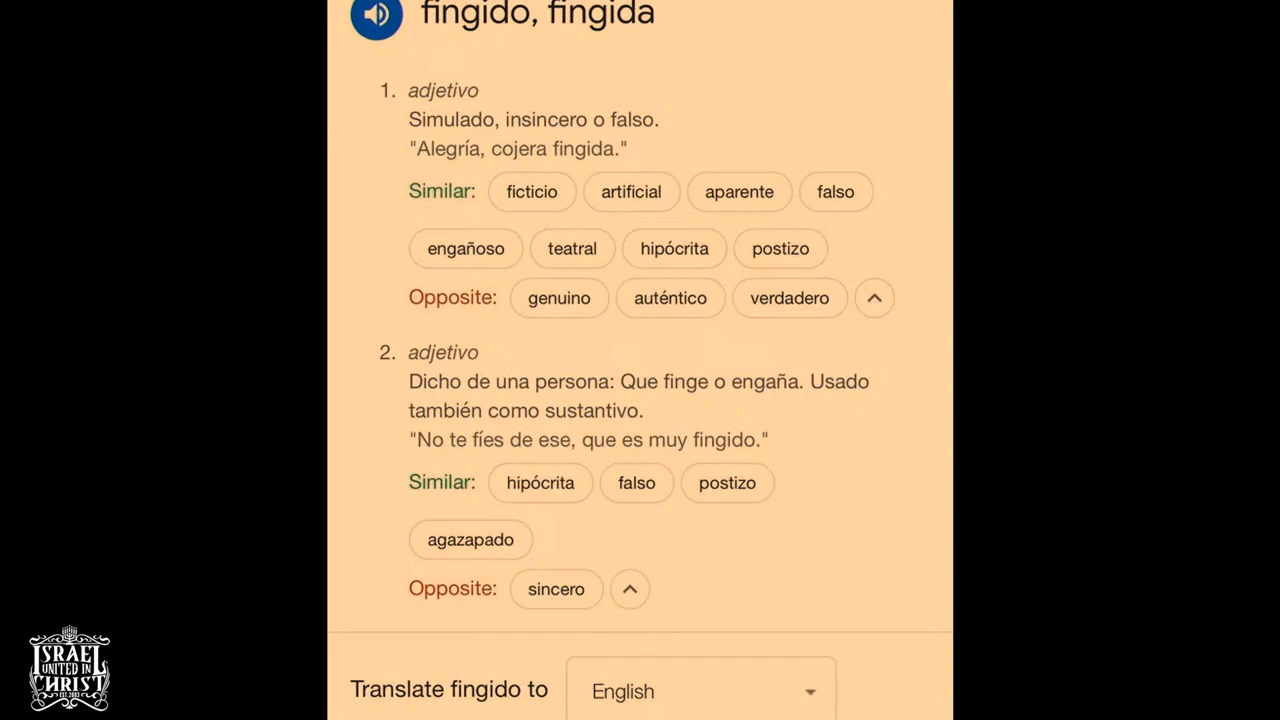 fingido, fingida
1. adjetivo
Simulado, insincero o falso.
"Alegría, cojera fingida."
Similar: ficticio artificial aparente falso
engañoso teatral hipócrita postizo
Opposite: genuino auténtico verdadero
2. adjetivo
Dicho de una persona: Que finge o engaña. Usado
también como sustantivo.
"No te fíes de ese, que es muy fingido."
Similar: hipócrita falso postizo
agazapado
Opposite: sincero
Translate fingido to English
ISRAEL
UNITED IN
CHRIST
EST. 2003